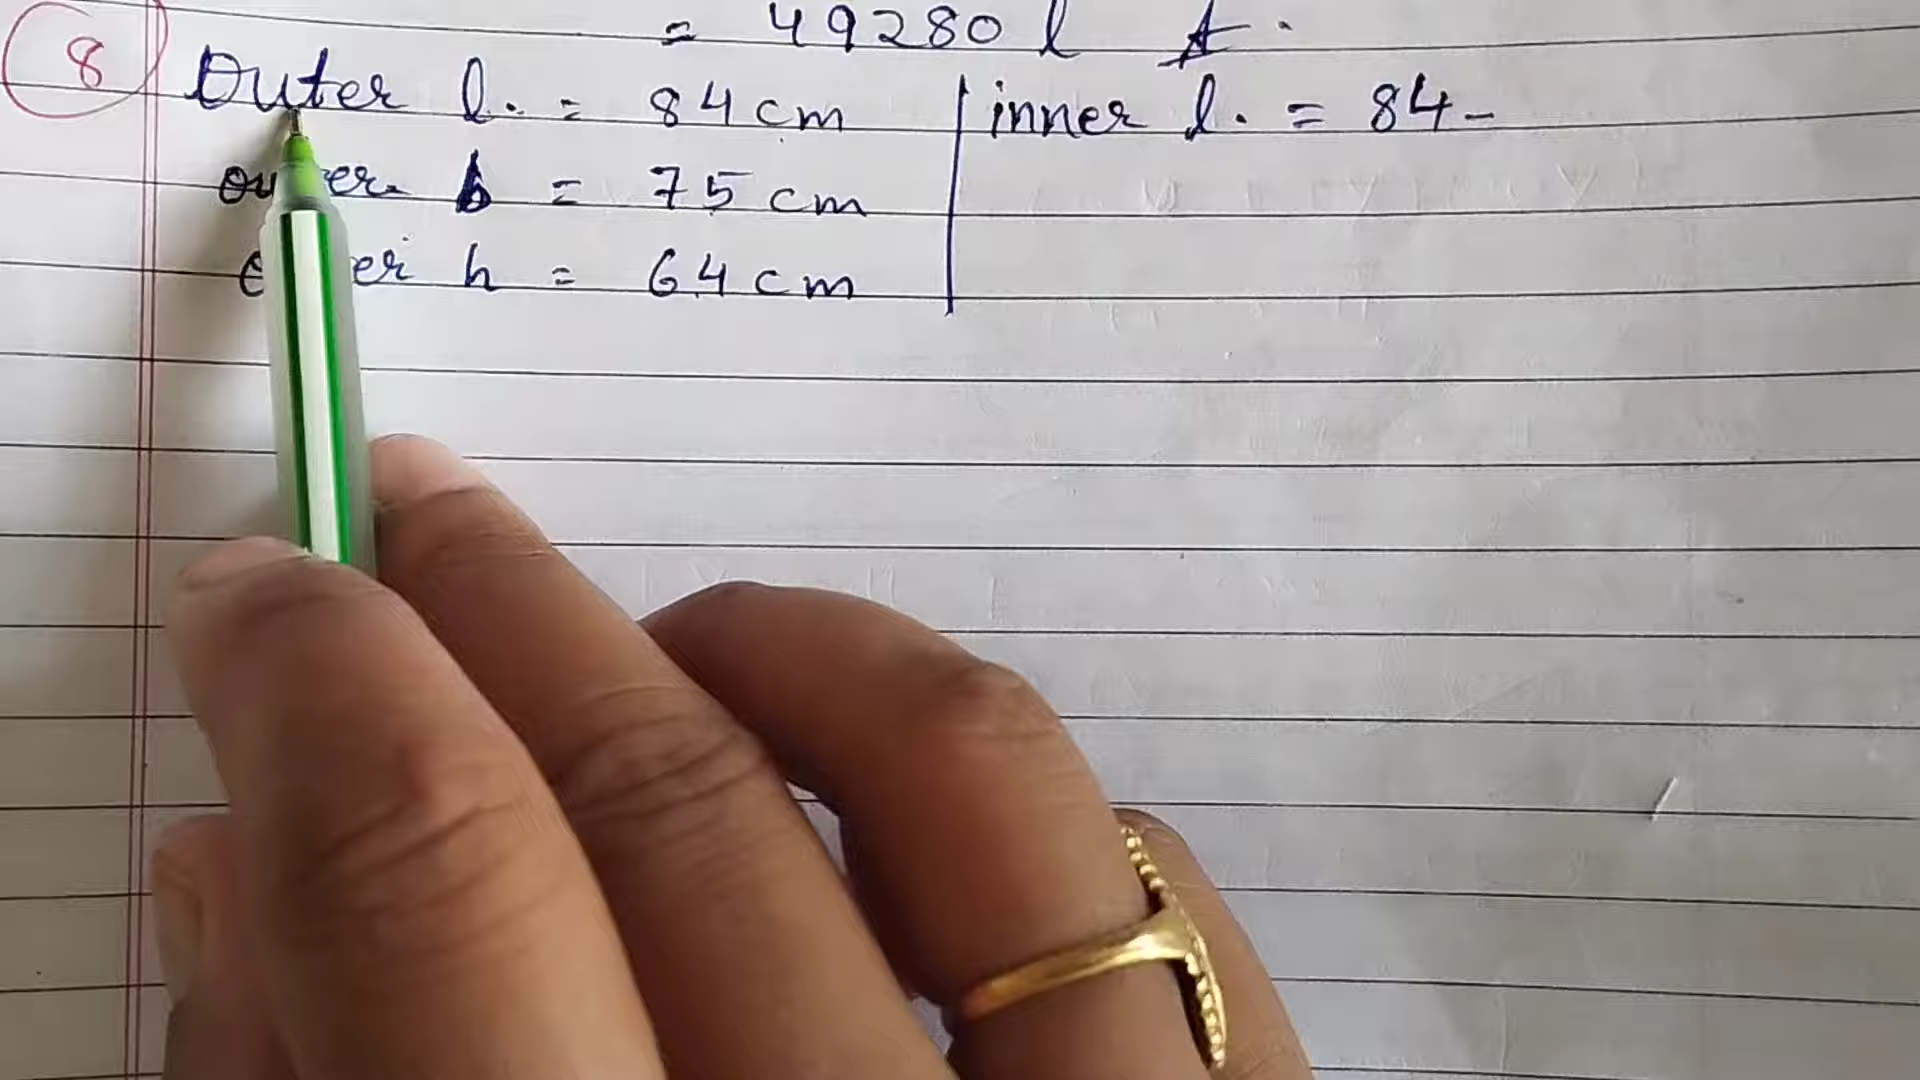 = 49280 l
8 Outer l. = 84 cm | inner l. = 84 -
b = 75 cm
h = 64 cm